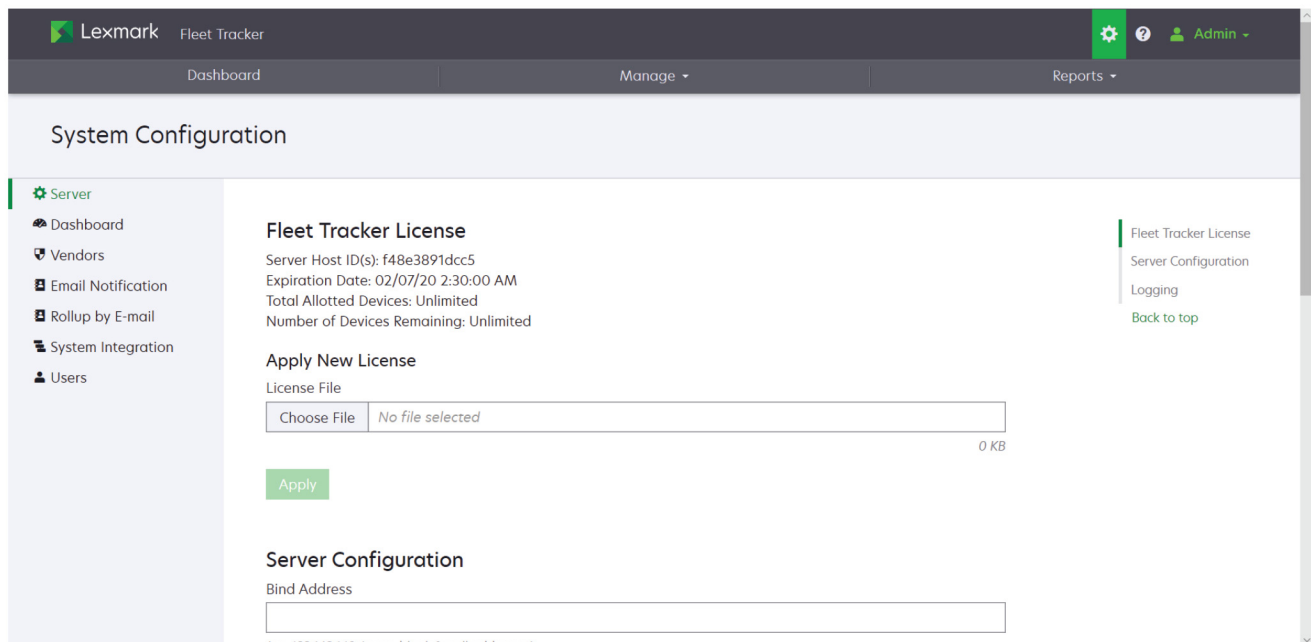 Lexmark Fleet Tracker
Admin
Dashboard Manage Reports
System Configuration
Server
Dashboard
Vendors
Email Notification
Rollup by E-mail
System Integration
Users
Fleet Tracker License
Server Host ID(s): f48e3891dcc5
Expiration Date: 02/07/20 2:30:00 AM
Total Allotted Devices: Unlimited
Number of Devices Remaining: Unlimited
Apply New License
License File
Choose File No file selected
0 KB
Apply
Server Configuration
Bind Address
Fleet Tracker License
Server Configuration
Logging
Back to top